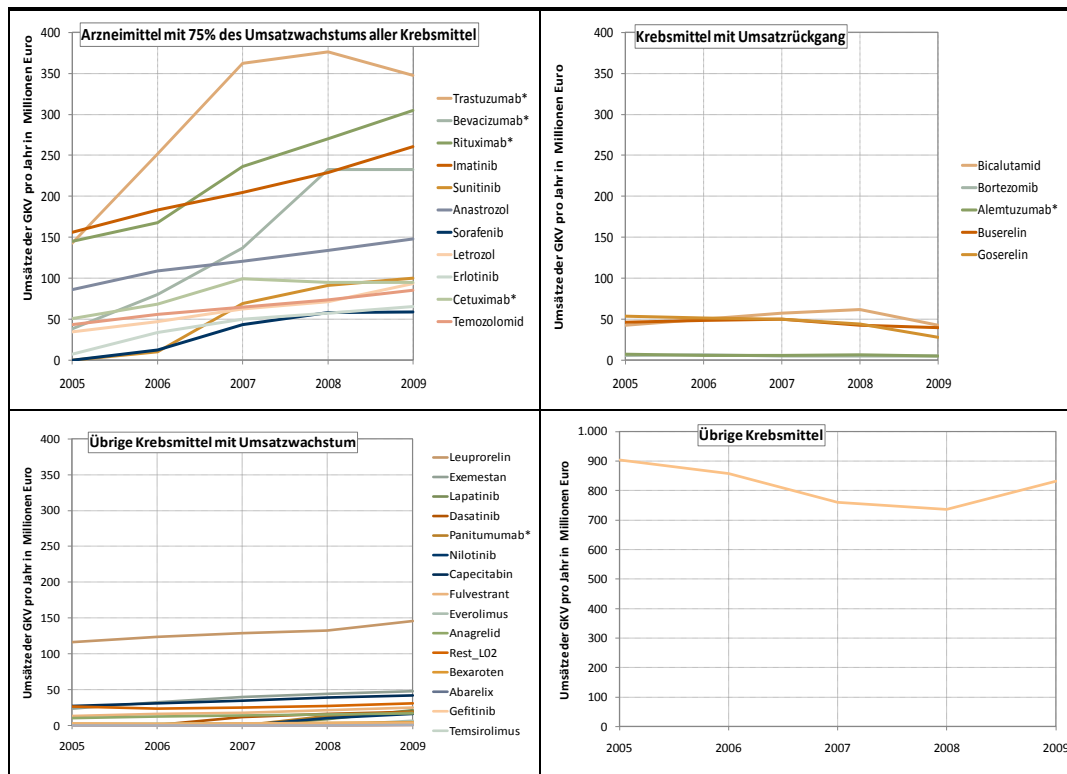 Arzneimittel mit 75% des Umsatzwachstums aller Krebsmittel
Umsätze der GKV pro Jahr in Millionen Euro
400
350
300
250
200
150
100
50
0
2005 2006 2007 2008 2009
Trastuzumab*
Bevacizumab*
Rituximab*
Imatinib
Sunitinib
Anastrozol
Sorafenib
Letrozol
Erlotinib
Cetuximab*
Temozolomid
Krebsmittel mit Umsatzrückgang
Umsätze der GKV pro Jahr in Millionen Euro
400
350
300
250
200
150
100
50
0
2005 2006 2007 2008 2009
Bicalutamid
Bortezomib
Alemtuzumab*
Buserelin
Goserelin
Übrige Krebsmittel mit Umsatzwachstum
Umsätze der GKV pro Jahr in Millionen Euro
400
350
300
250
200
150
100
50
0
2005 2006 2007 2008 2009
Leuprorelin
Exemestan
Lapatinib
Dasatinib
Panitumumab*
Nilotinib
Capecitabin
Fulvestrant
Everolimus
Anagrelid
Rest_L02
Bexaroten
Abarelix
Gefitinib
Temsirolimus
Übrige Krebsmittel
Umsätze der GKV pro Jahr in Millionen Euro
1.000
900
800
700
600
500
400
300
200
100
0
2005 2006 2007 2008 2009